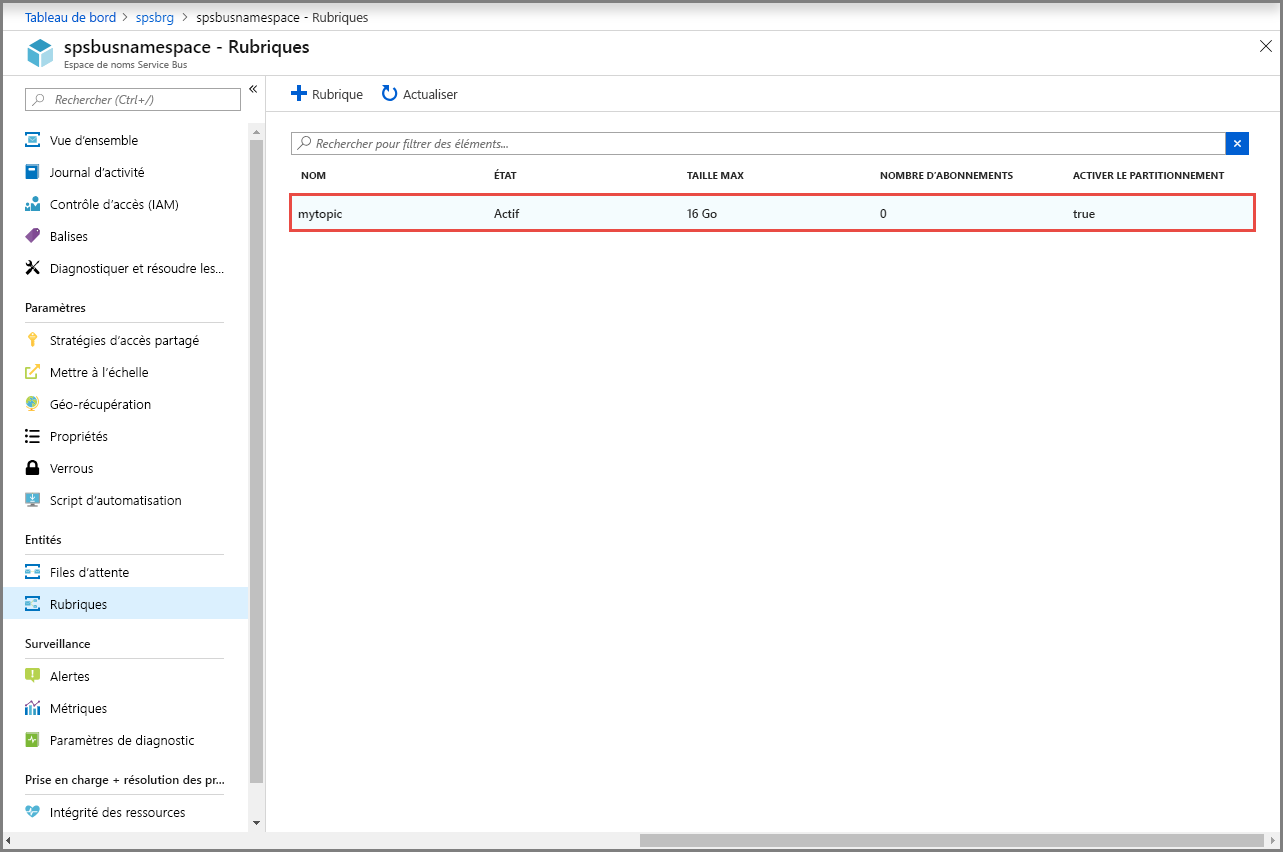 Tableau de bord > spsbrg > spsbusnamespace - Rubriques
spsbusnamespace - Rubriques
Espace de noms Service Bus
Rechercher (Ctrl+/)
«
Vue d’ensemble
Journal d’activité
Contrôle d’accès (IAM)
Balises
Diagnostiquer et résoudre les...
Paramètres
Stratégies d’accès partagé
Mettre à l’échelle
Géo-récupération
Propriétés
Verrous
Script d’automatisation
Entités
Files d’attente
Rubriques
Surveillance
Alertes
Métriques
Paramètres de diagnostic
Prise en charge + résolution des pr...
Intégrité des ressources
Rubrique Actualiser
Rechercher pour filtrer des éléments...
NOM ÉTAT TAILLE MAX NOMBRE D’ABONNEMENTS ACTIVER LE PARTITIONNEMENT
mytopic Actif 16 Go 0 true